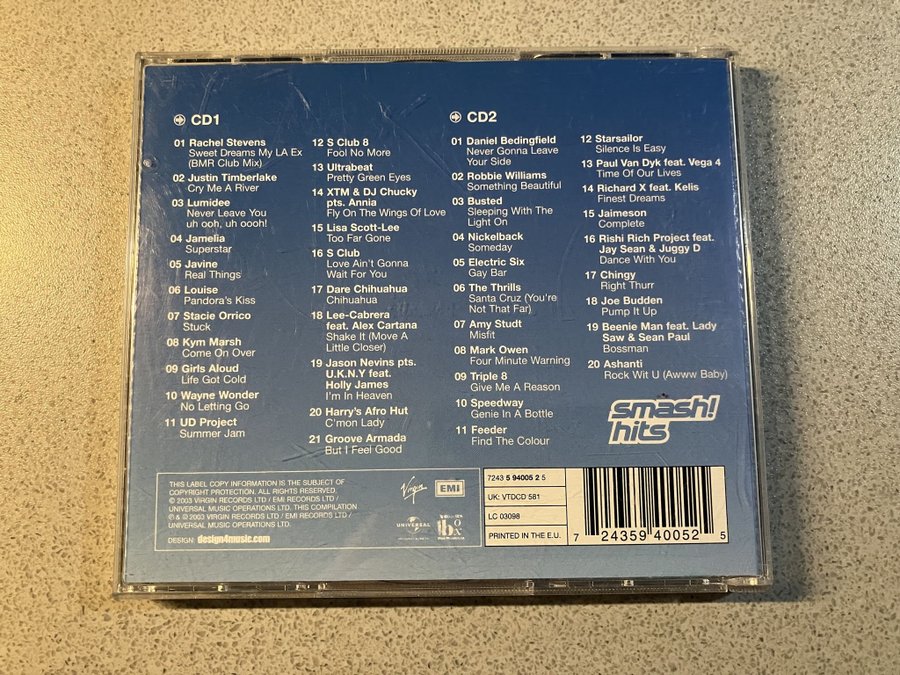 CD1
01 Rachel Stevens
Sweet Dreams My LA Ex
(BMR Club Mix)
02 Justin Timberlake
Cry Me A River
03 Lumidee
Never Leave You
uh ooh, uh oooh!
04 Jamelia
Superstar
05 Javine
Real Things
06 Louise
Pandora's Kiss
07 Stacie Orrico
Stuck
08 Kym Marsh
Come On Over
09 Girls Aloud
Life Got Cold
10 Wayne Wonder
No Letting Go
11 UD Project
Summer Jam
12 S Club 8
Fool No More
13 Ultrabeat
Pretty Green Eyes
14 XTM & DJ Chucky
pts. Annia
Fly On The Wings Of Love
15 Lisa Scott-Lee
Too Far Gone
16 S Club
Love Ain't Gonna
Wait For You
17 Dare Chihuahua
Chihuahua
18 Lee-Cabrera
feat. Alex Cartana
Shake It (Move A
Little Closer)
19 Jason Nevins pts.
U.K.N.Y feat.
Holly James
I'm In Heaven
20 Harry's Afro Hut
C'mon Lady
21 Groove Armada
But I Feel Good
CD2
01 Daniel Bedingfield
Never Gonna Leave
Your Side
02 Robbie Williams
Something Beautiful
03 Busted
Sleeping With The
Light On
04 Nickelback
Someday
05 Electric Six
Gay Bar
06 The Thrills
Santa Cruz (You're
Not That Far)
07 Amy Studt
Misfit
08 Mark Owen
Four Minute Warning
09 Triple 8
Give Me A Reason
10 Speedway
Genie In A Bottle
11 Feeder
Find The Colour
12 Starsailor
Silence Is Easy
13 Paul Van Dyk feat. Vega 4
Time Of Our Lives
14 Richard X feat. Kelis
Finest Dreams
15 Jaimeson
Complete
16 Rishi Rich Project feat.
Jay Sean & Juggy D
Dance With You
17 Chingy
Right Thurr
18 Joe Budden
Pump It Up
19 Beenie Man feat. Lady
Saw & Sean Paul
Bossman
20 Ashanti
Rock Wit U (Awww Baby)
smash!
hits
THIS LABEL COPY INFORMATION IS THE SUBJECT OF
COPYRIGHT PROTECTION. ALL RIGHTS RESERVED.
© 2003 VIRGIN RECORDS LTD / EMI RECORDS LTD /
UNIVERSAL MUSIC OPERATIONS LTD. THIS COMPILATION
℗ & © 2003 VIRGIN RECORDS LTD / EMI RECORDS LTD /
UNIVERSAL MUSIC OPERATIONS LTD.
DESIGN: design4music.com
Virgin
EMI
UNIVERSAL
box
7243 5 94005 2 5
UK: VTDCD 581
LC 03098
PRINTED IN THE E.U.
7 24359 40052 5